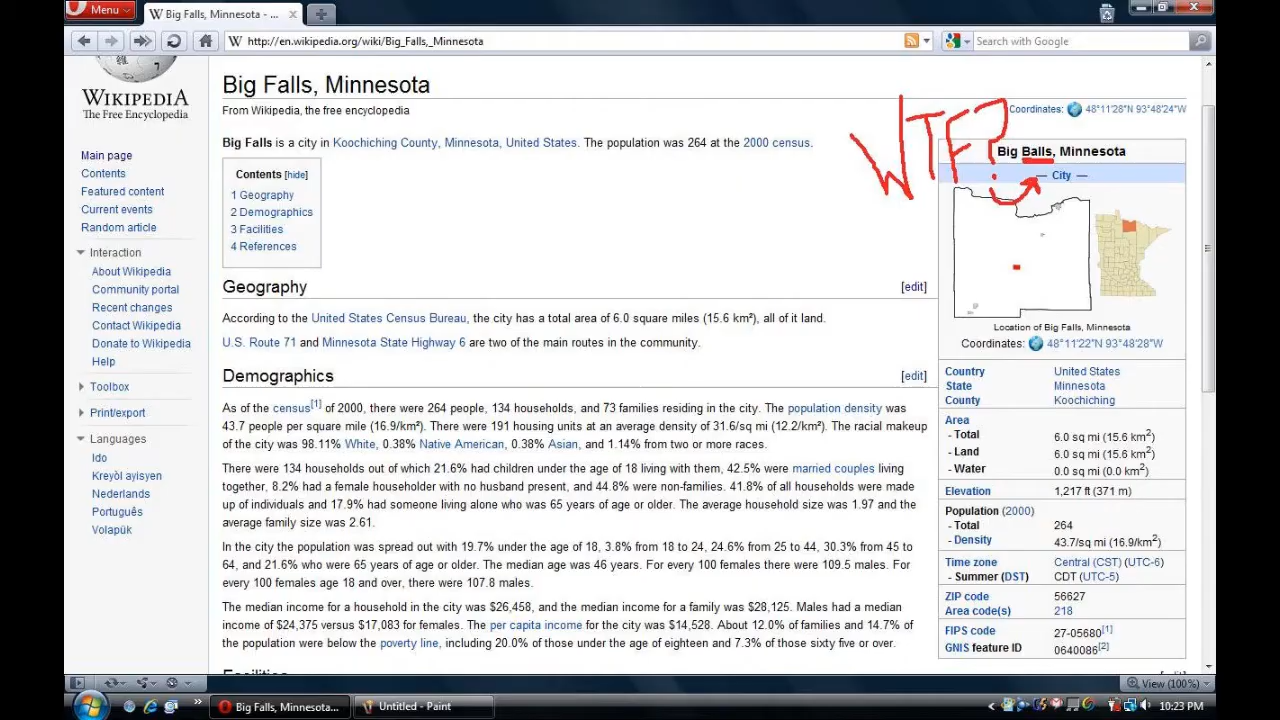 Menu
Big Falls, Minnesota - ...
http://en.wikipedia.org/wiki/Big_Falls,_Minnesota
Search with Google
WIKIPEDIA
The Free Encyclopedia
Main page
Contents
Featured content
Current events
Random article
Interaction
About Wikipedia
Community portal
Recent changes
Contact Wikipedia
Donate to Wikipedia
Help
Toolbox
Print/export
Languages
Ido
Kreyòl ayisyen
Nederlands
Português
Volapük
Big Falls, Minnesota
From Wikipedia, the free encyclopedia
Big Falls is a city in Koochiching County, Minnesota, United States. The population was 264 at the 2000 census.
Contents [hide]
1 Geography
2 Demographics
3 Facilities
4 References
Geography [edit]
According to the United States Census Bureau, the city has a total area of 6.0 square miles (15.6 km²), all of it land.
U.S. Route 71 and Minnesota State Highway 6 are two of the main routes in the community.
Demographics [edit]
As of the census[1] of 2000, there were 264 people, 134 households, and 73 families residing in the city. The population density was
43.7 people per square mile (16.9/km²). There were 191 housing units at an average density of 31.6/sq mi (12.2/km²). The racial makeup
of the city was 98.11% White, 0.38% Native American, 0.38% Asian, and 1.14% from two or more races.
There were 134 households out of which 21.6% had children under the age of 18 living with them, 42.5% were married couples living
together, 8.2% had a female householder with no husband present, and 44.8% were non-families. 41.8% of all households were made
up of individuals and 17.9% had someone living alone who was 65 years of age or older. The average household size was 1.97 and the
average family size was 2.61.
In the city the population was spread out with 19.7% under the age of 18, 3.8% from 18 to 24, 24.6% from 25 to 44, 30.3% from 45 to
64, and 21.6% who were 65 years of age or older. The median age was 46 years. For every 100 females there were 109.5 males. For
every 100 females age 18 and over, there were 107.8 males.
The median income for a household in the city was $26,458, and the median income for a family was $28,125. Males had a median
income of $24,375 versus $17,083 for females. The per capita income for the city was $14,528. About 12.0% of families and 14.7% of
the population were below the poverty line, including 20.0% of those under the age of eighteen and 7.3% of those sixty five or over.
WTF?
Coordinates: 48°11′28″N 93°48′24″W
Big Balls, Minnesota
— City —
Location of Big Falls, Minnesota
Coordinates: 48°11′22″N 93°48′28″W
Country United States
State Minnesota
County Koochiching
Area
- Total 6.0 sq mi (15.6 km²)
- Land 6.0 sq mi (15.6 km²)
- Water 0.0 sq mi (0.0 km²)
Elevation 1,217 ft (371 m)
Population (2000)
- Total 264
- Density 43.7/sq mi (16.9/km²)
Time zone Central (CST) (UTC-6)
- Summer (DST) CDT (UTC-5)
ZIP code 56627
Area code(s) 218
FIPS code 27-05680[1]
GNIS feature ID 0640086[2]
View (100%)
Big Falls, Minnesota...
Untitled - Paint
10:23 PM